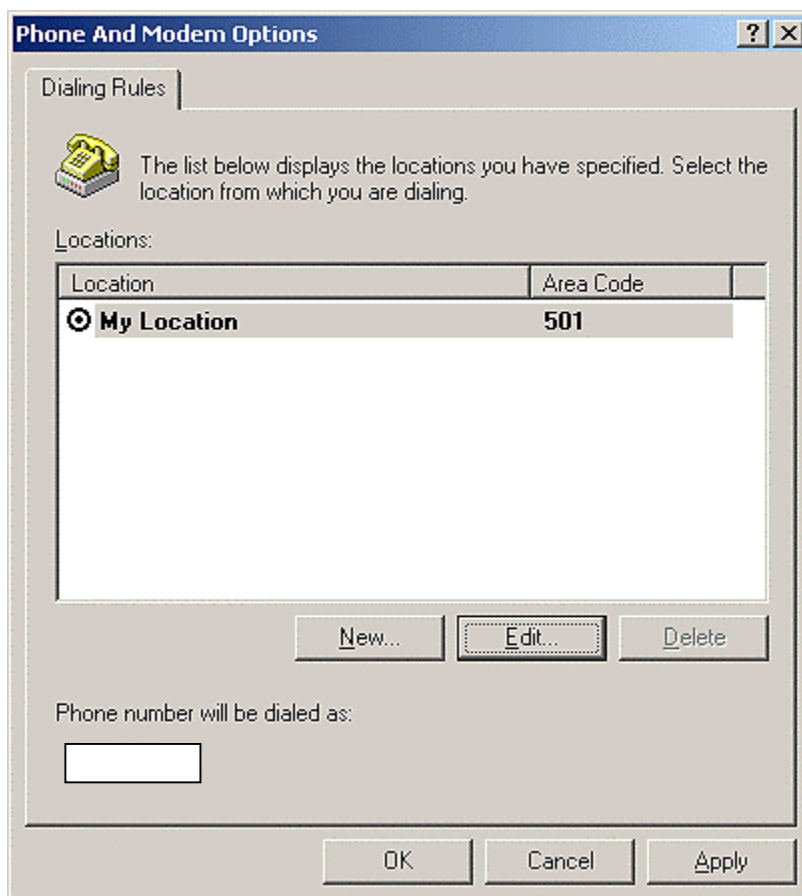 Phone And Modem Options
Dialing Rules
The list below displays the locations you have specified. Select the
location from which you are dialing.
Locations:
Location Area Code
My Location 501
New... Edit... Delete
Phone number will be dialed as:
OK Cancel Apply